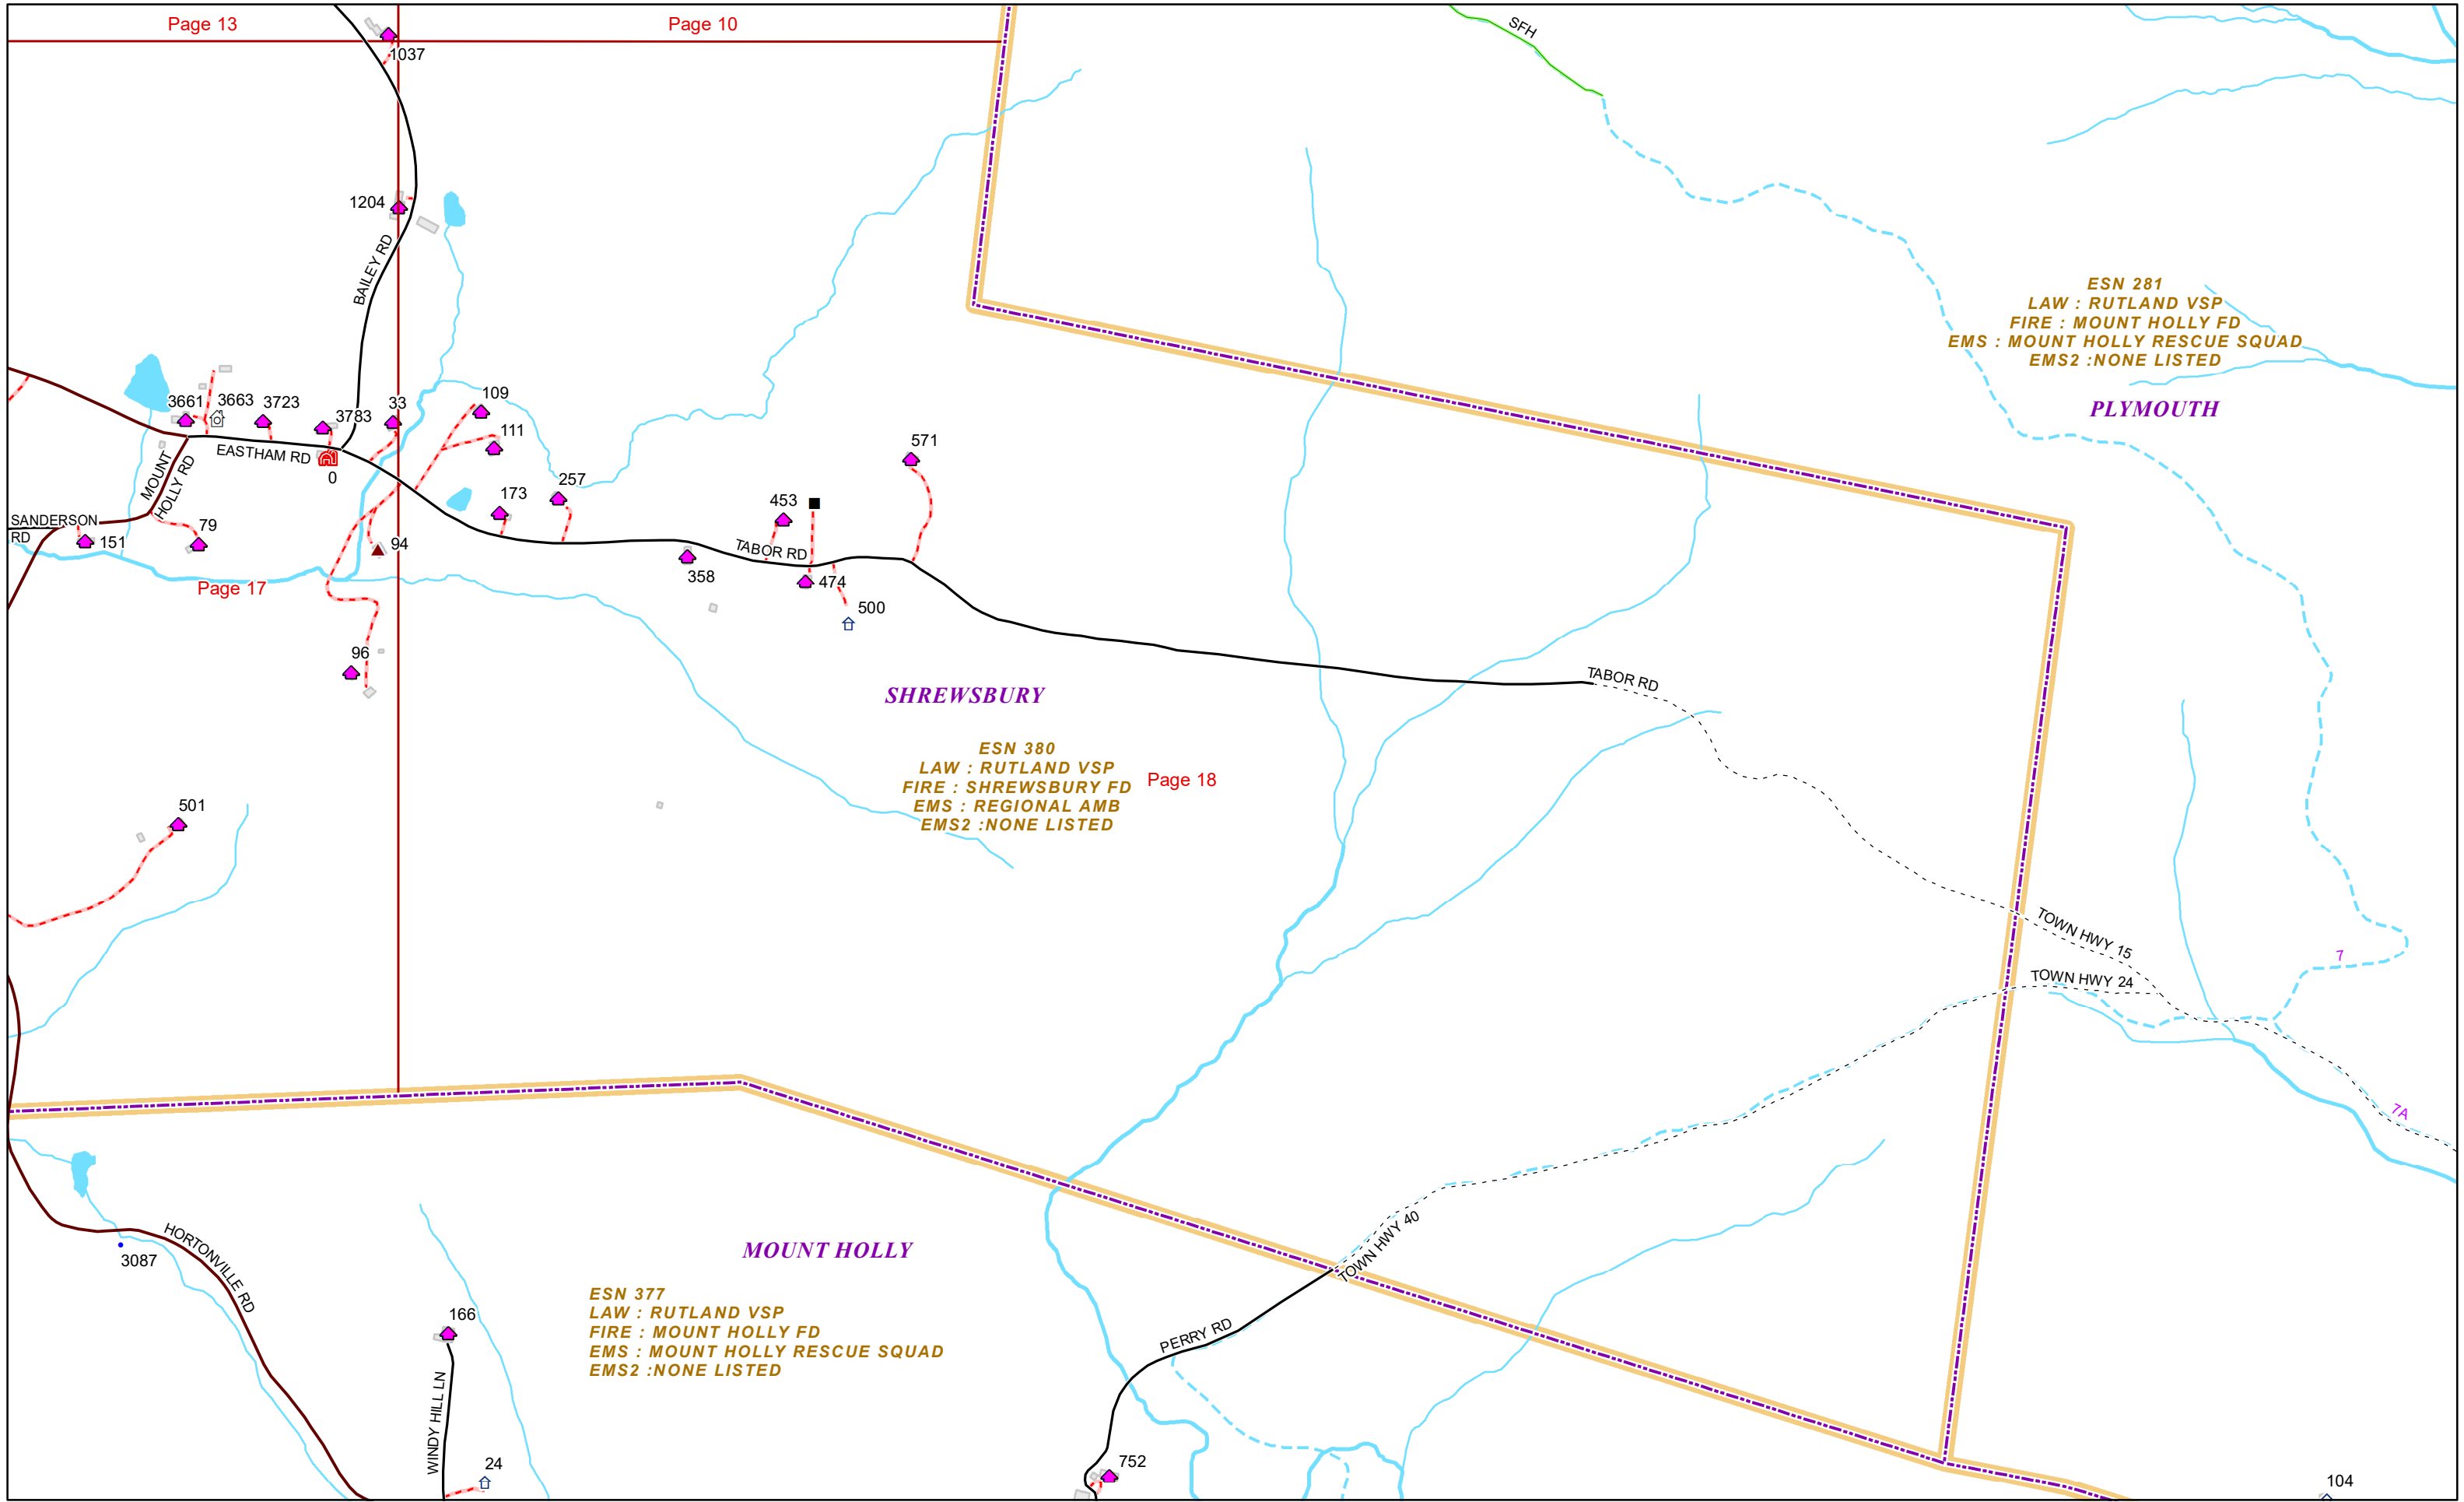 Page 13
Page 10
SFH
1037
1204
BAILEY RD
ESN 281
LAW : RUTLAND VSP
FIRE : MOUNT HOLLY FD
EMS : MOUNT HOLLY RESCUE SQUAD
EMS2 :NONE LISTED
PLYMOUTH
3661
3663
3723
3783
33
109
111
571
EASTHAM RD
0
MOUNT
HOLLY RD
257
173
453
SANDERSON
RD
151
79
94
TABOR RD
358
474
500
Page 17
96
SHREWSBURY
TABOR RD
ESN 380
LAW : RUTLAND VSP
FIRE : SHREWSBURY FD
EMS : REGIONAL AMB
EMS2 :NONE LISTED
Page 18
501
TOWN HWY 15
7
TOWN HWY 24
7A
HORTONVILLE RD
3087
MOUNT HOLLY
TOWN HWY 40
ESN 377
LAW : RUTLAND VSP
FIRE : MOUNT HOLLY FD
EMS : MOUNT HOLLY RESCUE SQUAD
EMS2 :NONE LISTED
166
PERRY RD
WINDY HILL LN
24
752
104